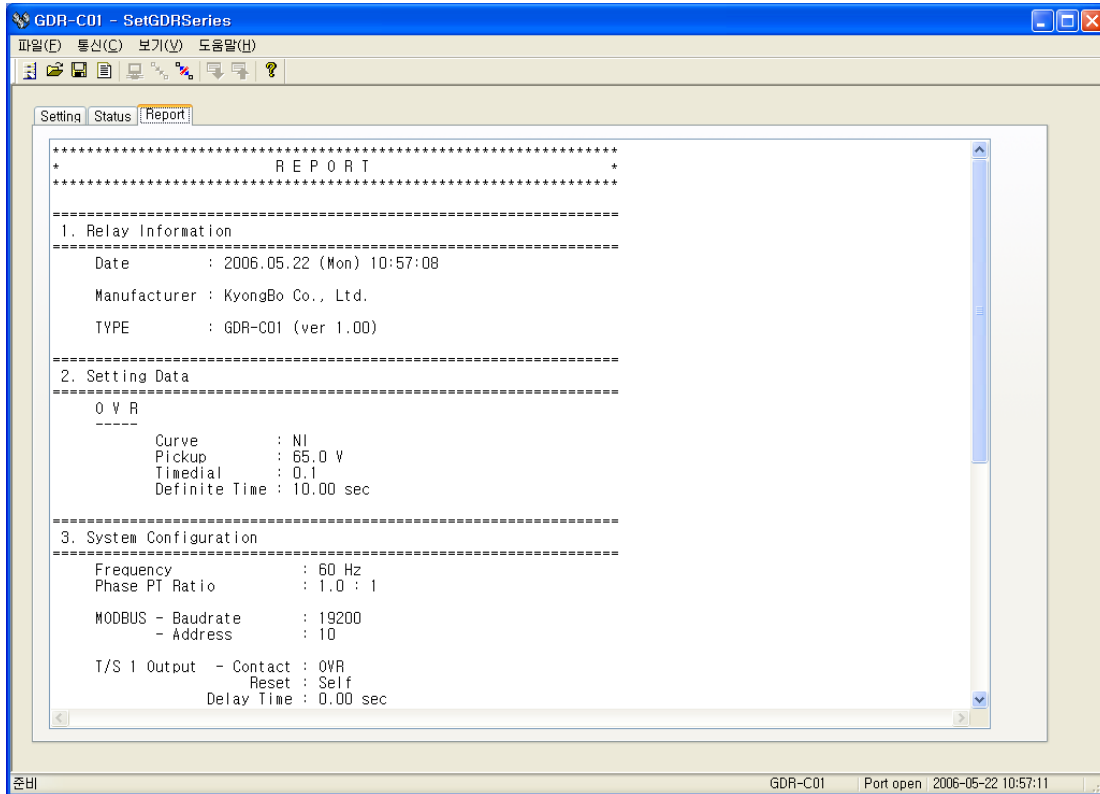 GDR-C01 - SetGDRSeries
파일(F) 통신(C) 보기(V) 도움말(H)
Setting Status Report
******************************************************************
* R E P O R T *
******************************************************************
==================================================================
1. Relay Information
==================================================================
Date : 2006.05.22 (Mon) 10:57:08
Manufacturer : KyongBo Co., Ltd.
TYPE : GDR-C01 (ver 1.00)
==================================================================
2. Setting Data
==================================================================
O V R
-----
Curve : NI
Pickup : 65.0 V
Timedial : 0.1
Definite Time : 10.00 sec
==================================================================
3. System Configuration
==================================================================
Frequency : 60 Hz
Phase PT Ratio : 1.0 : 1
MODBUS - Baudrate : 19200
- Address : 10
T/S 1 Output - Contact : OVR
Reset : Self
Delay Time : 0.00 sec
준비 GDR-C01 Port open 2006-05-22 10:57:11